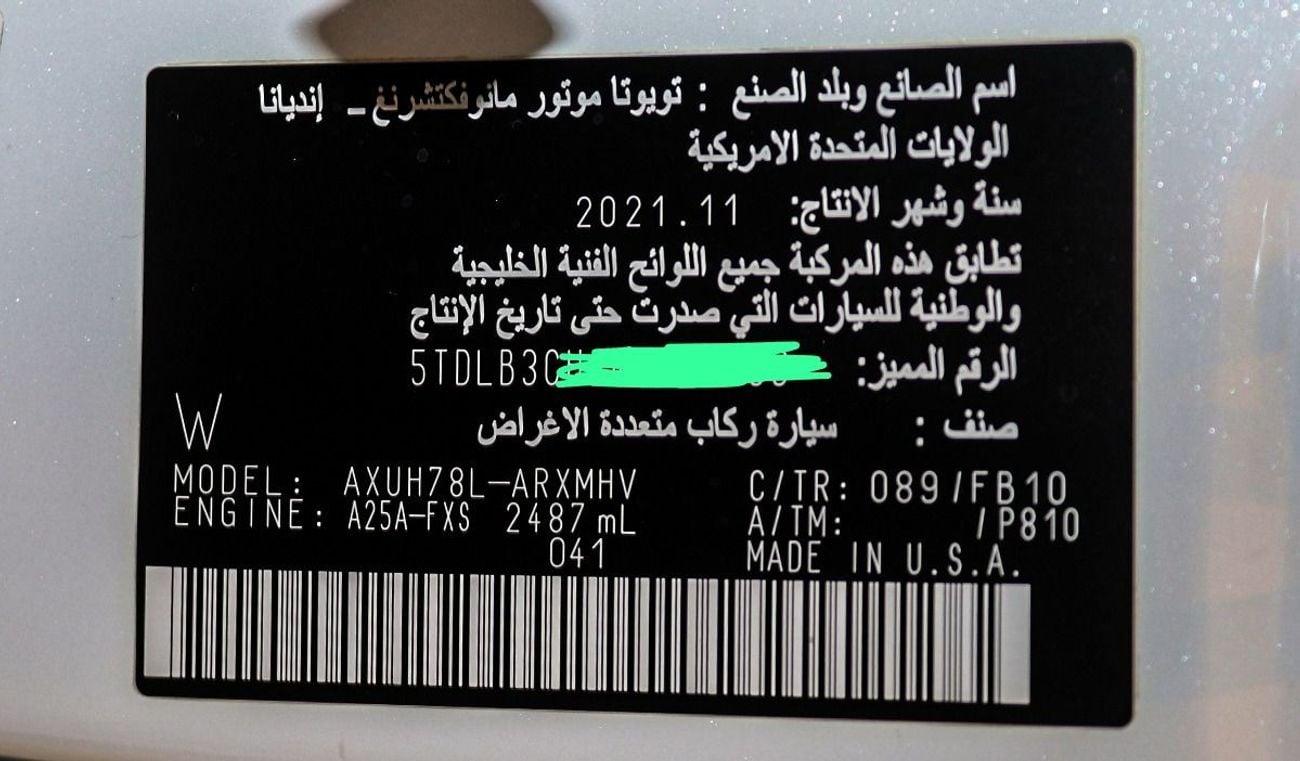 اسم الصانع وبلد الصنع : تويوتا موتور مانوفكتشرنغ - إنديانا
الولايات المتحدة الامريكية
سنة وشهر الانتاج: 2021.11
تطابق هذه المركبة جميع اللوائح الفنية الخليجية
والوطنية للسيارات التي صدرت حتى تاريخ الإنتاج
الرقم المميز: 5TDLB3C
صنف : سيارة ركاب متعددة الاغراض
W
MODEL: AXUH78L-ARXMHV C/TR: 089/FB10
ENGINE: A25A-FXS 2487 mL A/TM: /P810
041 MADE IN U.S.A.